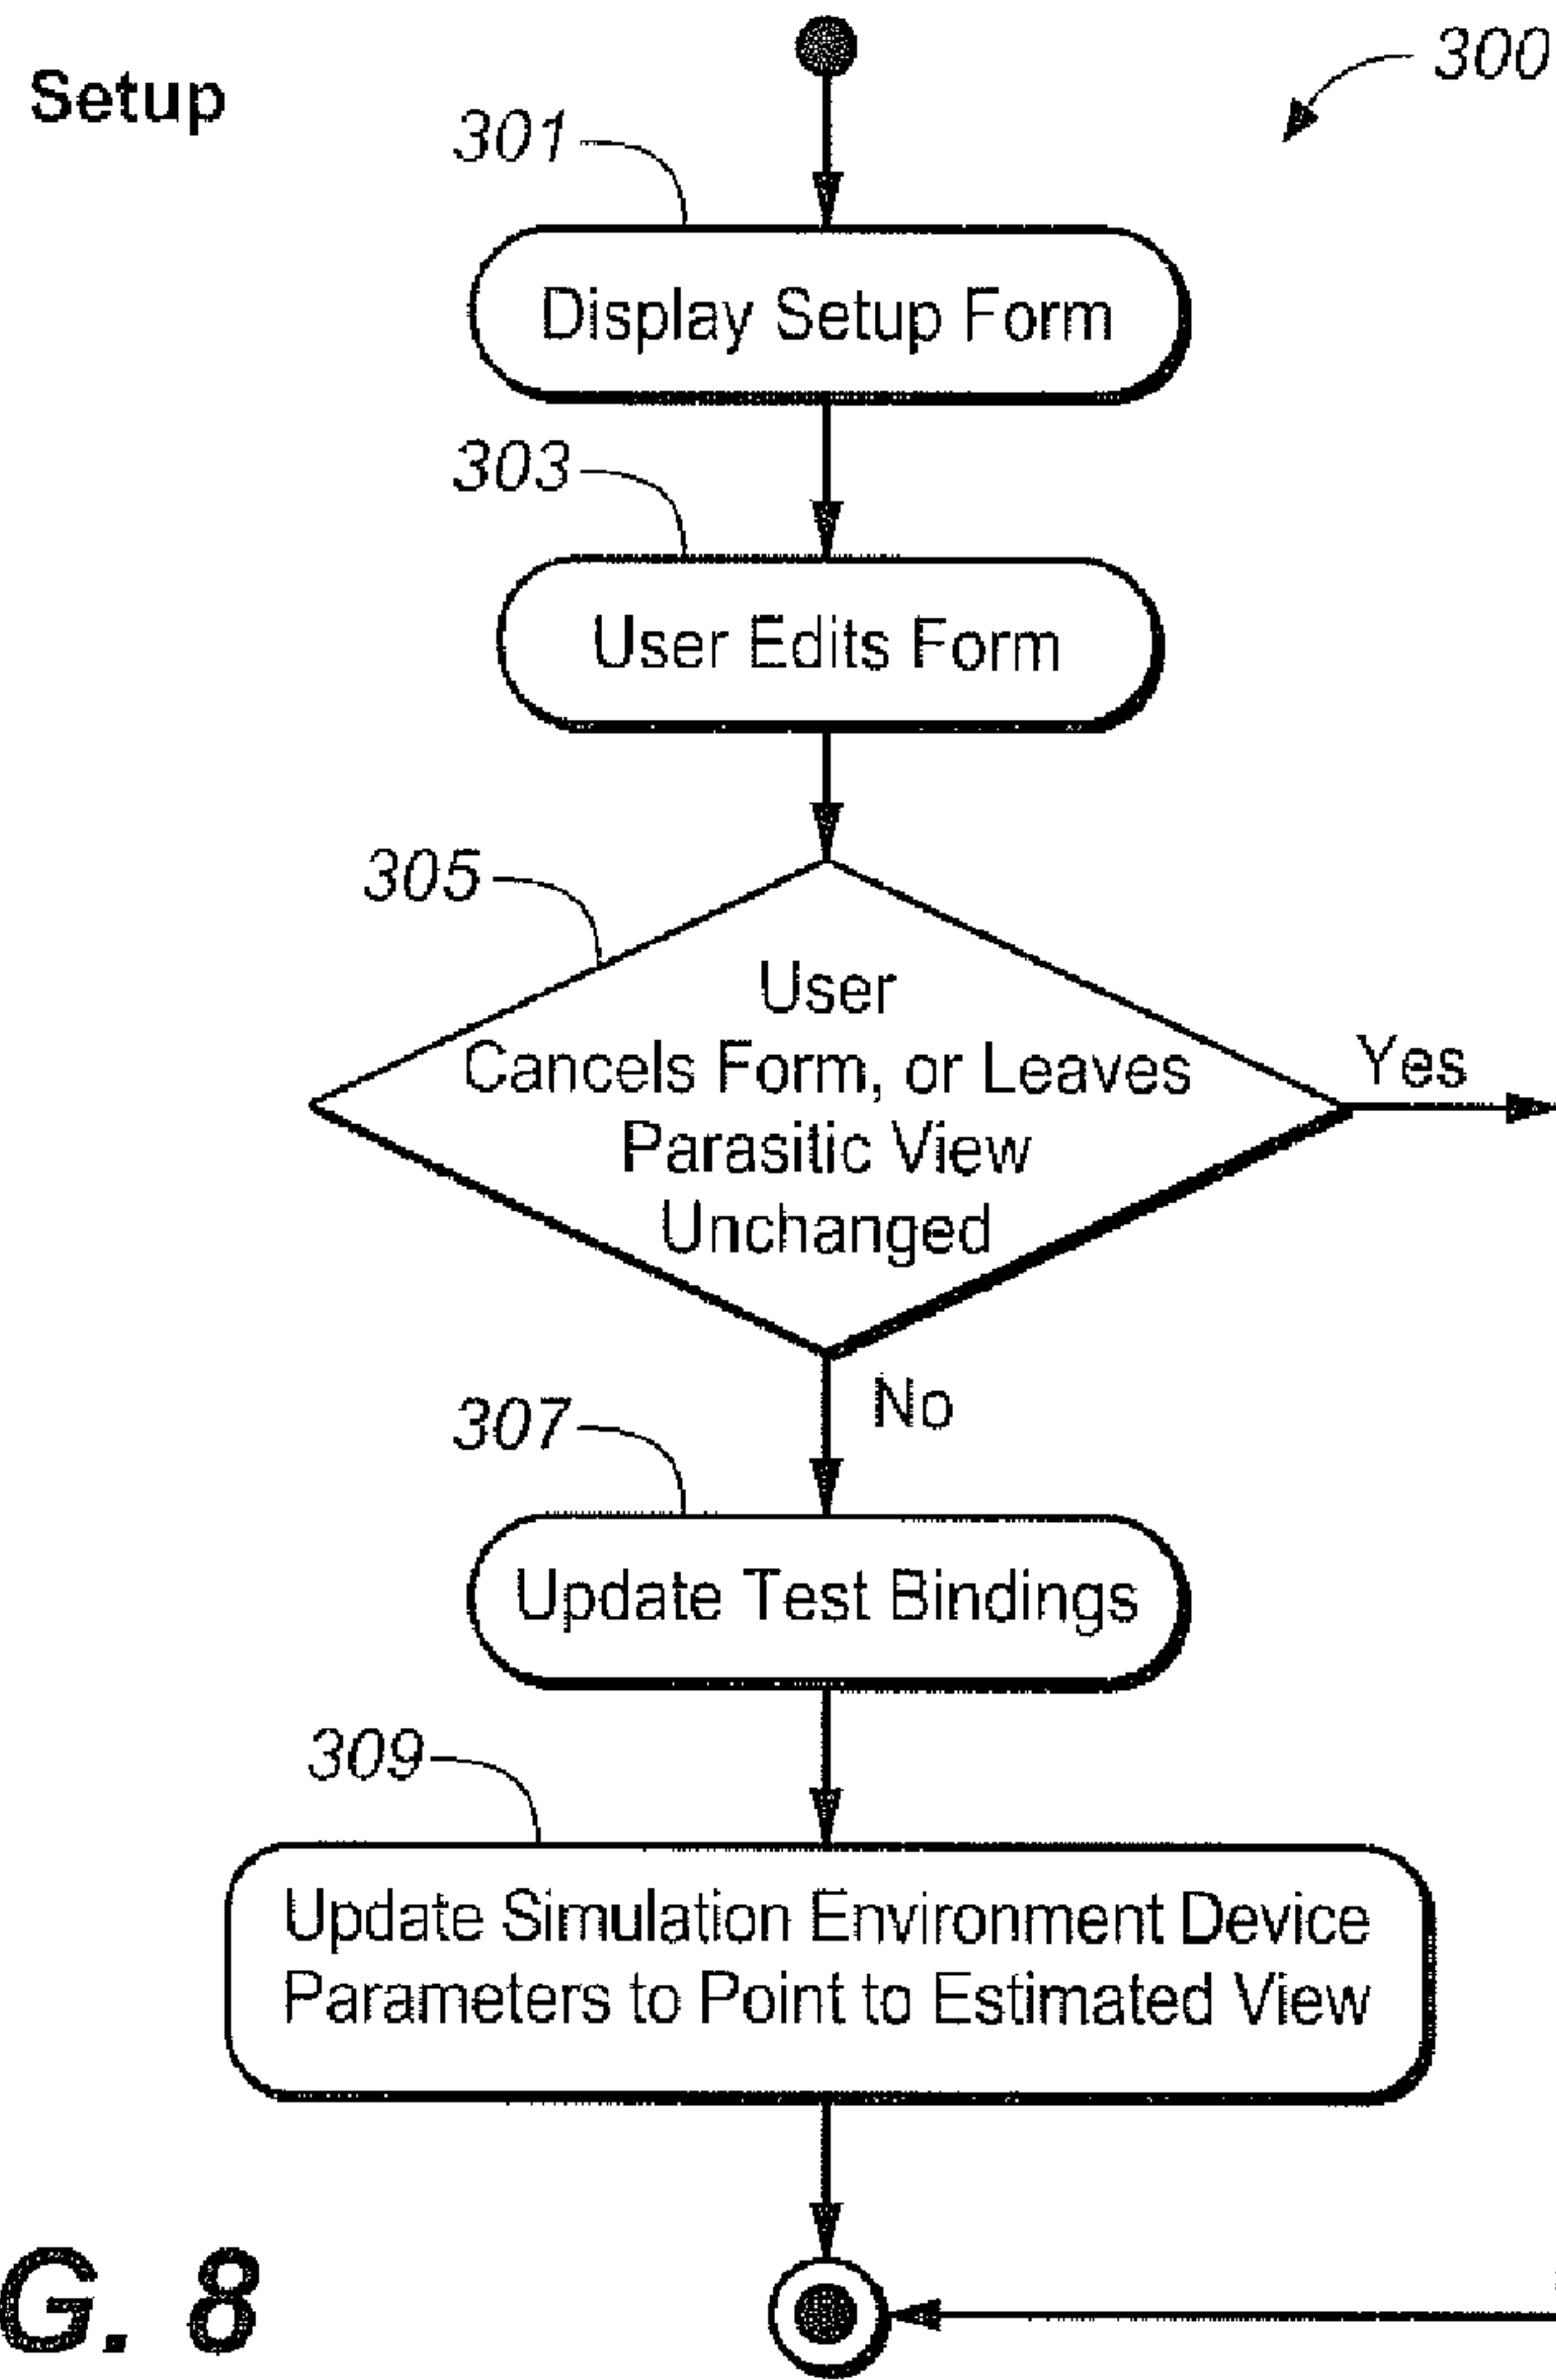 300
Setup
301
Display Setup Form
303
User Edits Form
305
User
Cancels Form, or Leaves
Parasitic View
Unchanged
Yes
No
307
Update Test Bindings
309
Update Simulation Environment Device
Parameters to Point to Estimated View
G. 8